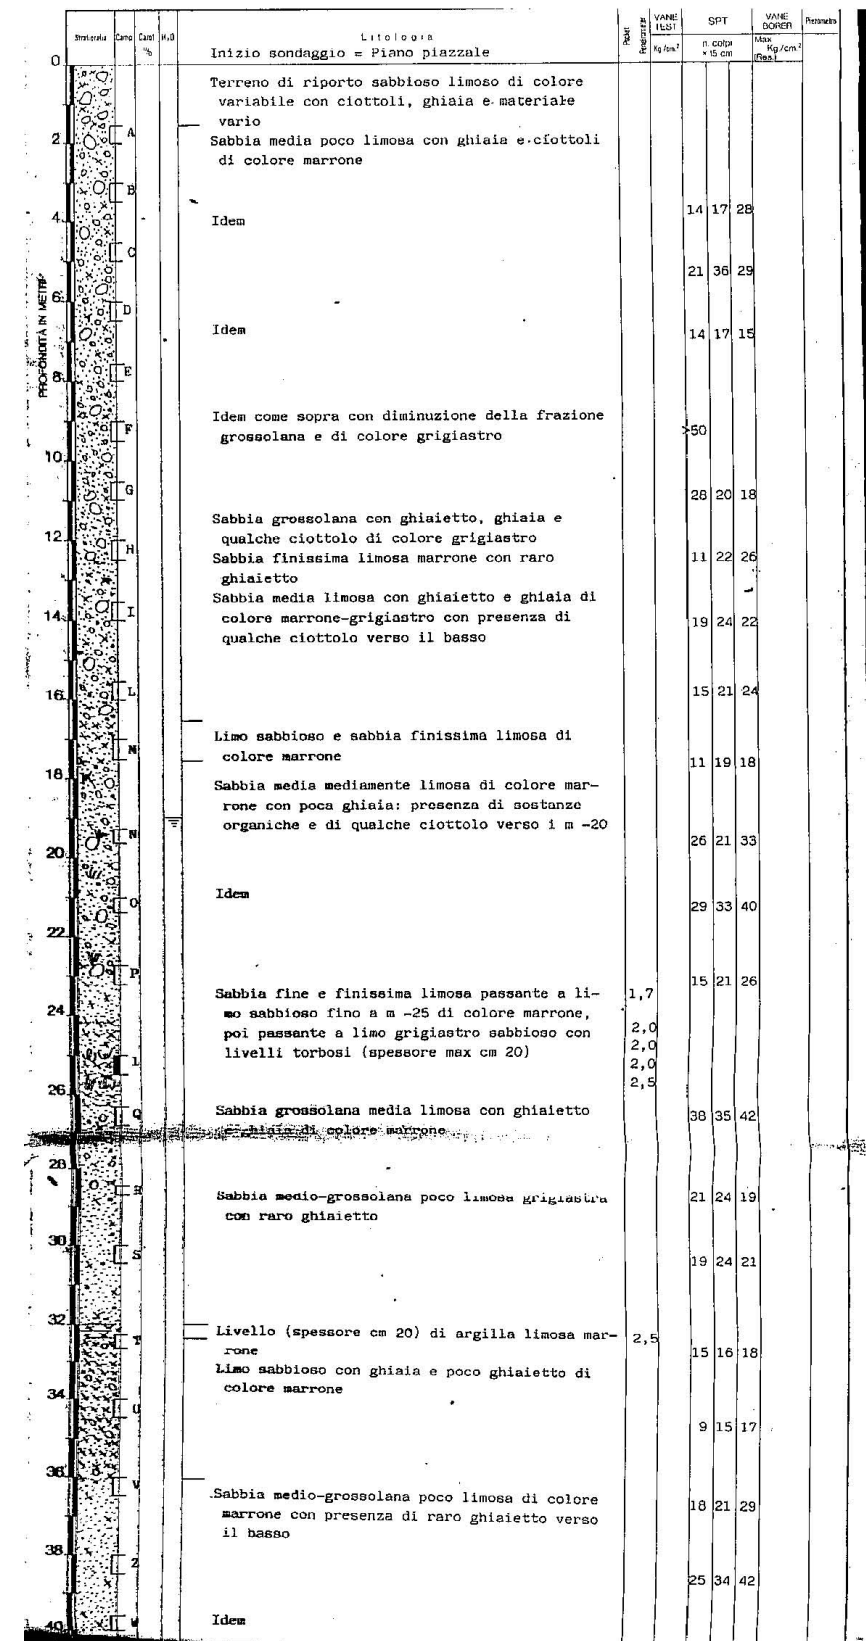 Stratigrafia Camp Carot % H₂O Litologia Pocket Penetrometer VANE TEST SPT VANE BORER Piezometro
Inizio sondaggio = Piano piazzale Kg/cm² n. colpi × 15 cm Max Kg/cm² (Res.)
PROFONDITÀ IN METRI
0
Terreno di riporto sabbioso limoso di colore
variabile con ciottoli, ghiaia e materiale
vario
A
2 Sabbia media poco limosa con ghiaia e ciottoli
di colore marrone
B
14 17 28
4 Idem
C
21 36 29
6
D
Idem 14 17 15
E
8
Idem come sopra con diminuzione della frazione
F >50
grossolana e di colore grigiastro
10
G 28 20 18
Sabbia grossolana con ghiaietto, ghiaia e
12 qualche ciottolo di colore grigiastro
H Sabbia finissima limosa marrone con raro 11 22 26
ghiaietto
Sabbia media limosa con ghiaietto e ghiaia di
14 I colore marrone-grigiastro con presenza di 19 24 22
qualche ciottolo verso il basso
16 L 15 21 24
Limo sabbioso e sabbia finissima limosa di
M colore marrone 11 19 18
18
Sabbia media mediamente limosa di colore mar-
rone con poca ghiaia: presenza di sostanze
organiche e di qualche ciottolo verso i m -20
N 26 21 33
20
Idem
O 29 33 40
22
P 15 21 26
Sabbia fine e finissima limosa passante a li- 1,7
24 mo sabbioso fino a m -25 di colore marrone,
poi passante a limo grigiastro sabbioso con 2,0
livelli torbosi (spessore max cm 20) 2,0
1 2,0
26 2,5
Q Sabbia grossolana media limosa con ghiaietto 38 35 42
e ghiaia di colore marrone
28
R Sabbia medio-grossolana poco limosa grigiastra 21 24 19
con raro ghiaietto
30
S 19 24 21
32
Livello (spessore cm 20) di argilla limosa mar- 2,5
T rone 15 16 18
Limo sabbioso con ghiaia e poco ghiaietto di
34 colore marrone
U 9 15 17
36
V Sabbia medio-grossolana poco limosa di colore 18 21 29
marrone con presenza di raro ghiaietto verso
il basso
38
Z 25 34 42
40 W Idem